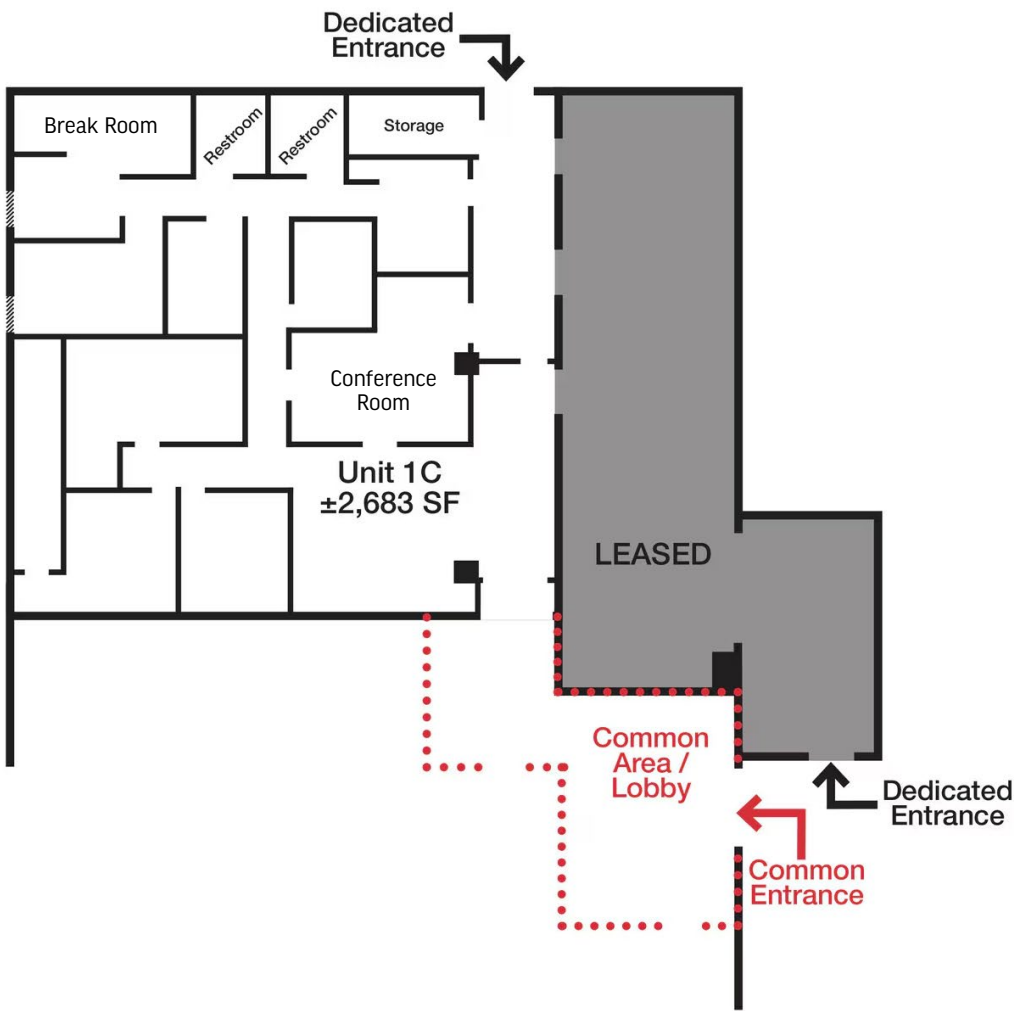 Dedicated
Entrance
Break Room
Restroom
Restroom
Storage
Conference
Room
Unit 1C
±2,683 SF
LEASED
Common
Area /
Lobby
Dedicated
Entrance
Common
Entrance